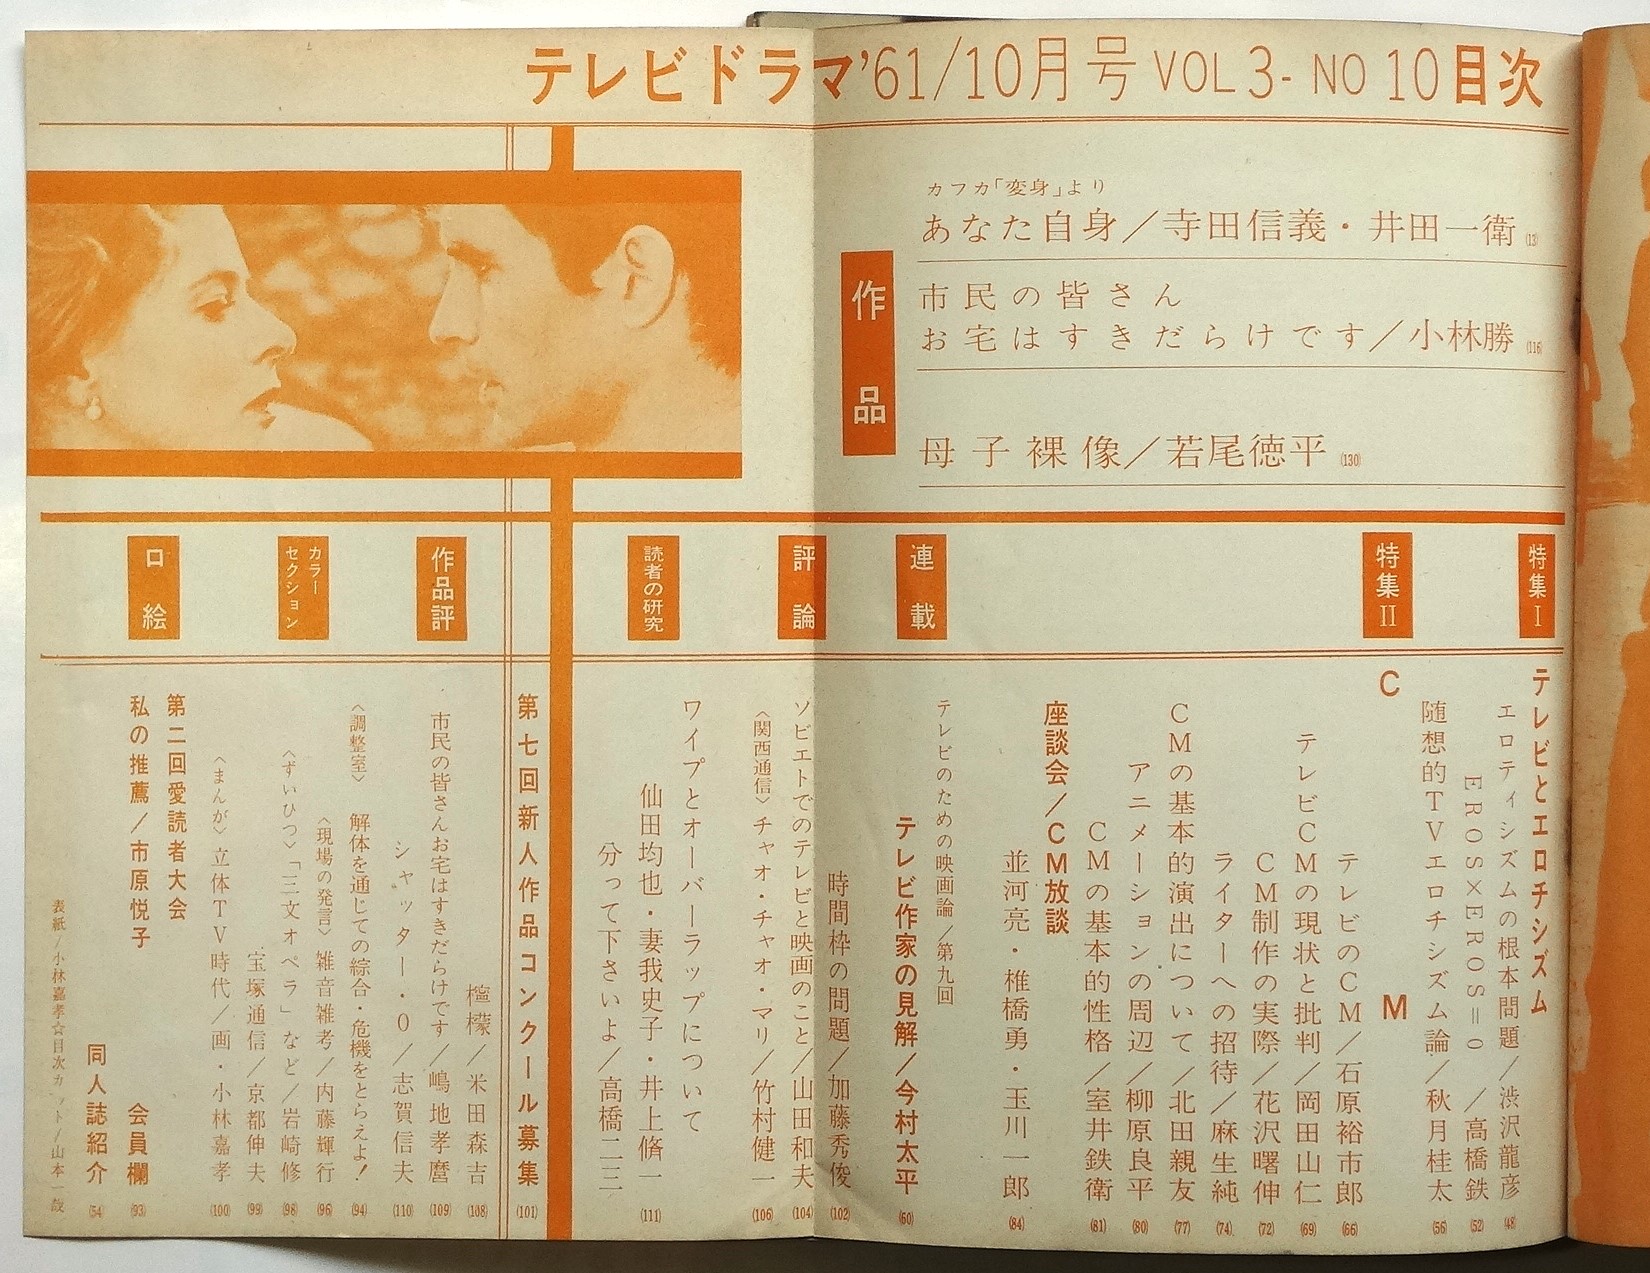 テレビドラマ'61/10月号 VOL 3- NO 10 目次
作品
カフカ「変身」より
あなた自身/寺田信義・井田一衛 (13)
市民の皆さん
お宅はすきだらけです/小林勝 (116)
母子裸像/若尾徳平 (130)
特集I
テレビとエロチシズム
エロティシズムの根本問題/渋沢龍彦 (48)
EROS×EROS=0/高橋鉄 (52)
随想的TVエロチシズム論/秋月桂太 (56)
特集II
CM
テレビのCM/石原裕市郎 (66)
テレビCMの現状と批判/岡田山仁 (69)
CM制作の実際/花沢曙伸 (72)
ライターへの招待/麻生純 (74)
CMの基本的演出について/北田親友 (77)
アニメーションの周辺/柳原良平 (80)
CMの基本的性格/室井鉄衛 (81)
座談会/CM放談
並河亮・椎橋勇・玉川一郎 (84)
連載
テレビのための映画論/第九回
テレビ作家の見解/今村太平 (60)
評論
時間枠の問題/加藤秀俊 (102)
ソビエトでのテレビと映画のこと/山田和夫 (104)
〈関西通信〉チャオ・チャオ・マリ/竹村健一 (106)
読者の研究
ワイプとオーバーラップについて
仙田均也・妻我史子・井上脩一 (111)
分って下さいよ/高橋二三
第七回新人作品コンクール募集 (101)
作品評
檻檬/米田森吉 (108)
市民の皆さんお宅はすきだらけです/嶋地孝麿 (109)
シャッター・0/志賀信夫 (110)
カラー
セクション
〈調整室〉 解体を通じての綜合・危機をとらえよ! (94)
〈現場の発言〉雑音雑考/内藤輝行 (96)
〈ずいひつ〉「三文オペラ」など/岩崎修 (98)
宝塚通信/京都伸夫 (99)
〈まんが〉立体TV時代/画・小林嘉孝 (100)
口絵
第二回愛読者大会
私の推薦/市原悦子
会員欄 (93)
同人誌紹介 (54)
表紙/小林嘉孝☆目次カット/山本一哉